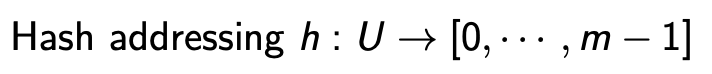 Hash addressing h : U → [0, ⋯ , m − 1]